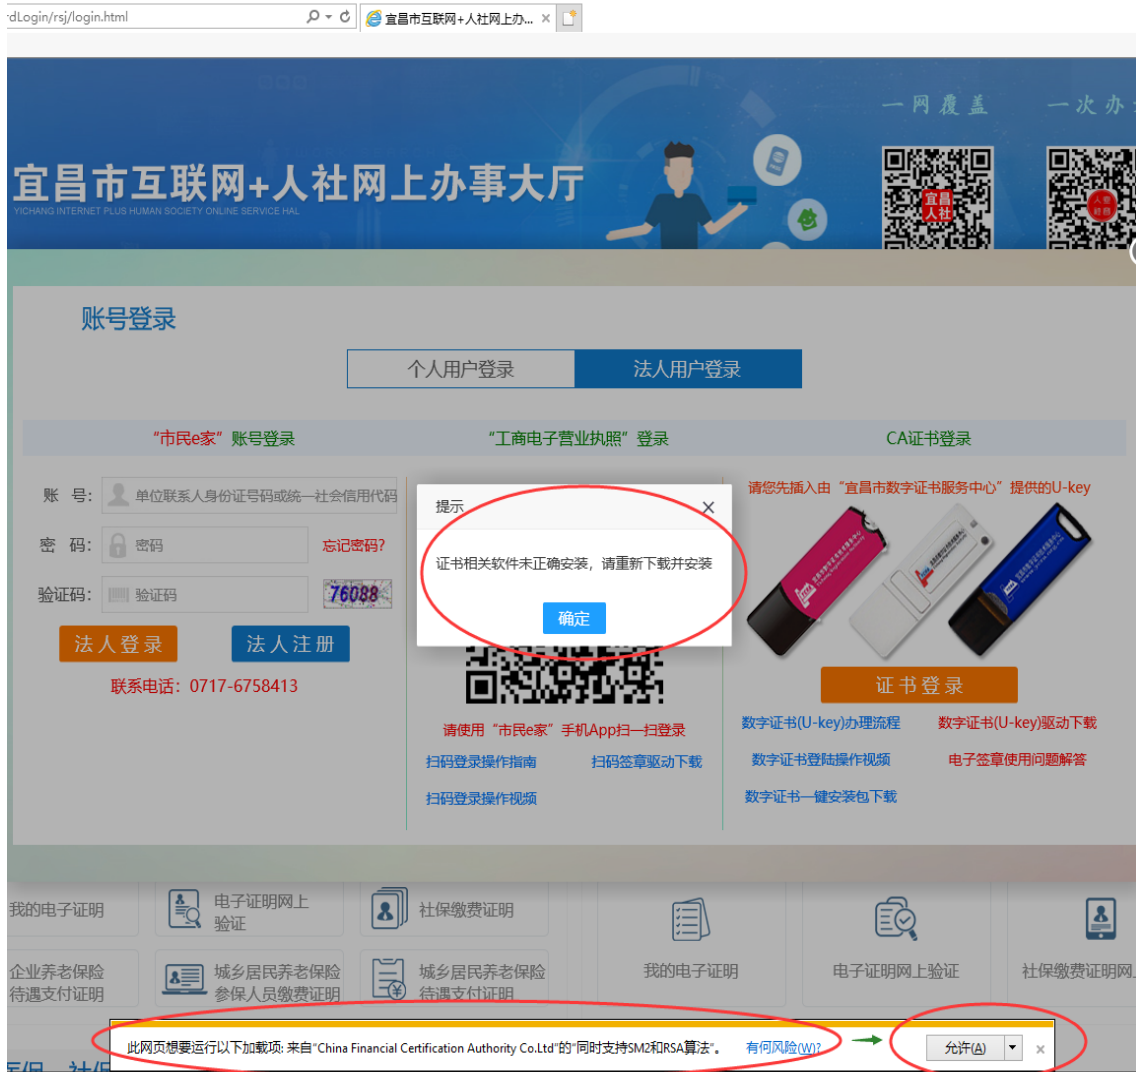 rdLogin/rsj/login.html
宜昌市互联网+人社网上办...
一网覆盖
一次办
宜昌市互联网+人社网上办事大厅
YICHANG INTERNET PLUS HUMAN SOCIETY ONLINE SERVICE HAL
宜昌
人社
账号登录
个人用户登录
法人用户登录
“市民e家” 账号登录
“工商电子营业执照” 登录
CA证书登录
账 号:
单位联系人身份证号码或统一社会信用代码
密 码:
密码
忘记密码?
验证码:
验证码
76088
法人登录
法人注册
联系电话: 0717-6758413
提示
证书相关软件未正确安装, 请重新下载并安装
确定
请使用“市民e家”手机App扫一扫登录
扫码登录操作指南
扫码签章驱动下载
扫码登录操作视频
请您先插入由“宜昌市数字证书服务中心”提供的U-key
证书登录
数字证书(U-key)办理流程
数字证书(U-key)驱动下载
数字证书登陆操作视频
电子签章使用问题解答
数字证书一键安装包下载
我的电子证明
电子证明网上
验证
社保缴费证明
企业养老保险
待遇支付证明
城乡居民养老保险
参保人员缴费证明
城乡居民养老保险
待遇支付证明
我的电子证明
电子证明网上验证
社保缴费证明网
此网页想要运行以下加载项: 来自"China Financial Certification Authority Co.Ltd"的"同时支持SM2和RSA算法"。
有何风险(W)?
允许(A)